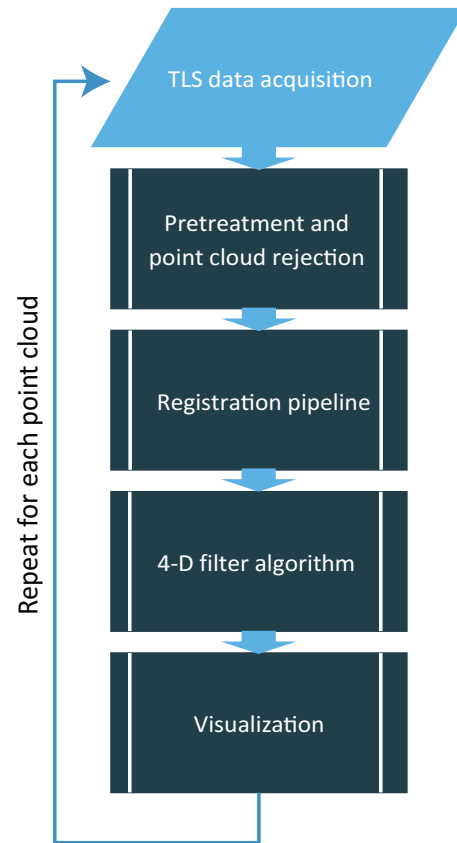 TLS data acquisition
Pretreatment and
point cloud rejection
Registration pipeline
4-D filter algorithm
Visualization
Repeat for each point cloud